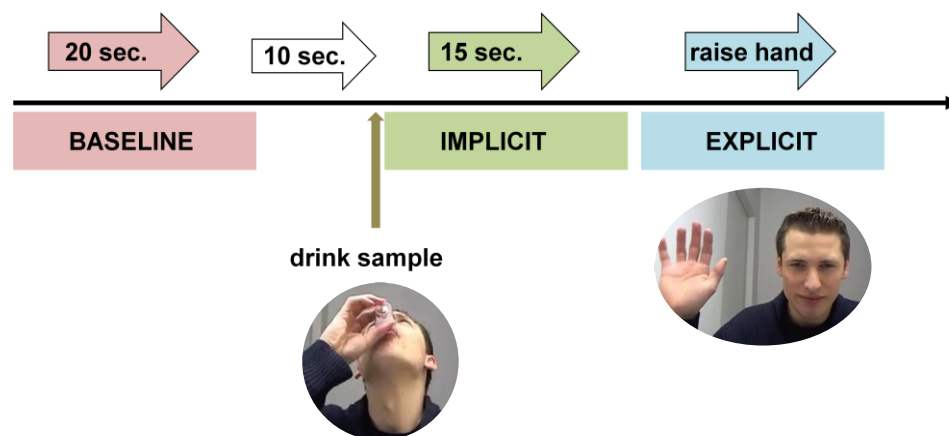 20 sec.
10 sec.
15 sec.
raise hand
BASELINE
IMPLICIT
EXPLICIT
drink sample